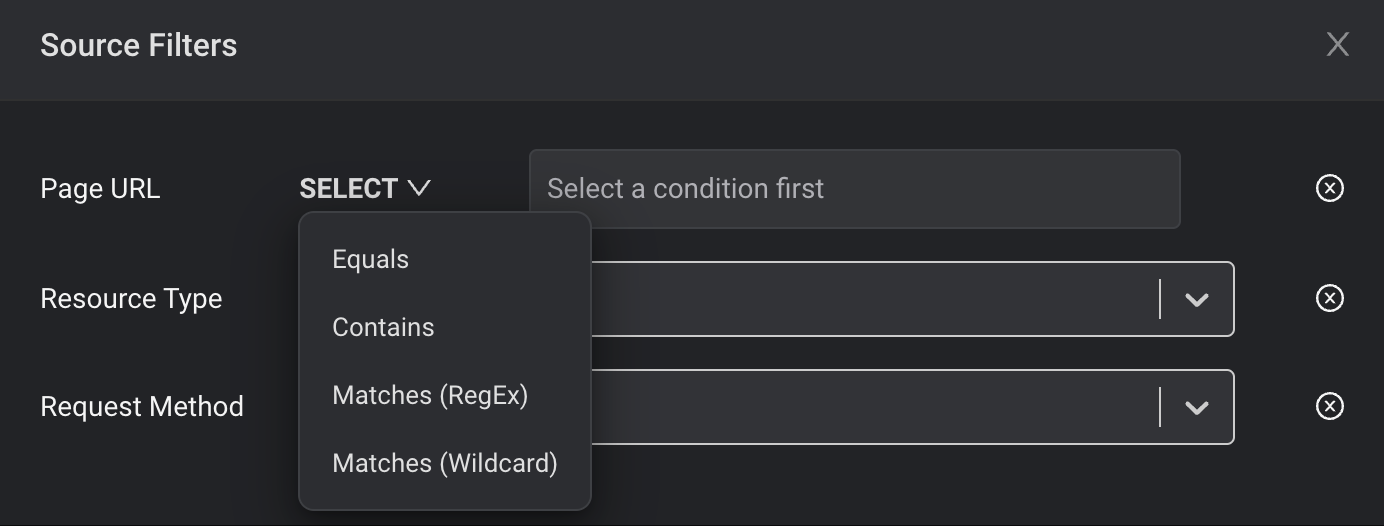 Source Filters
Page URL
SELECT
Select a condition first
Equals
Resource Type
Contains
Matches (RegEx)
Request Method
Matches (Wildcard)